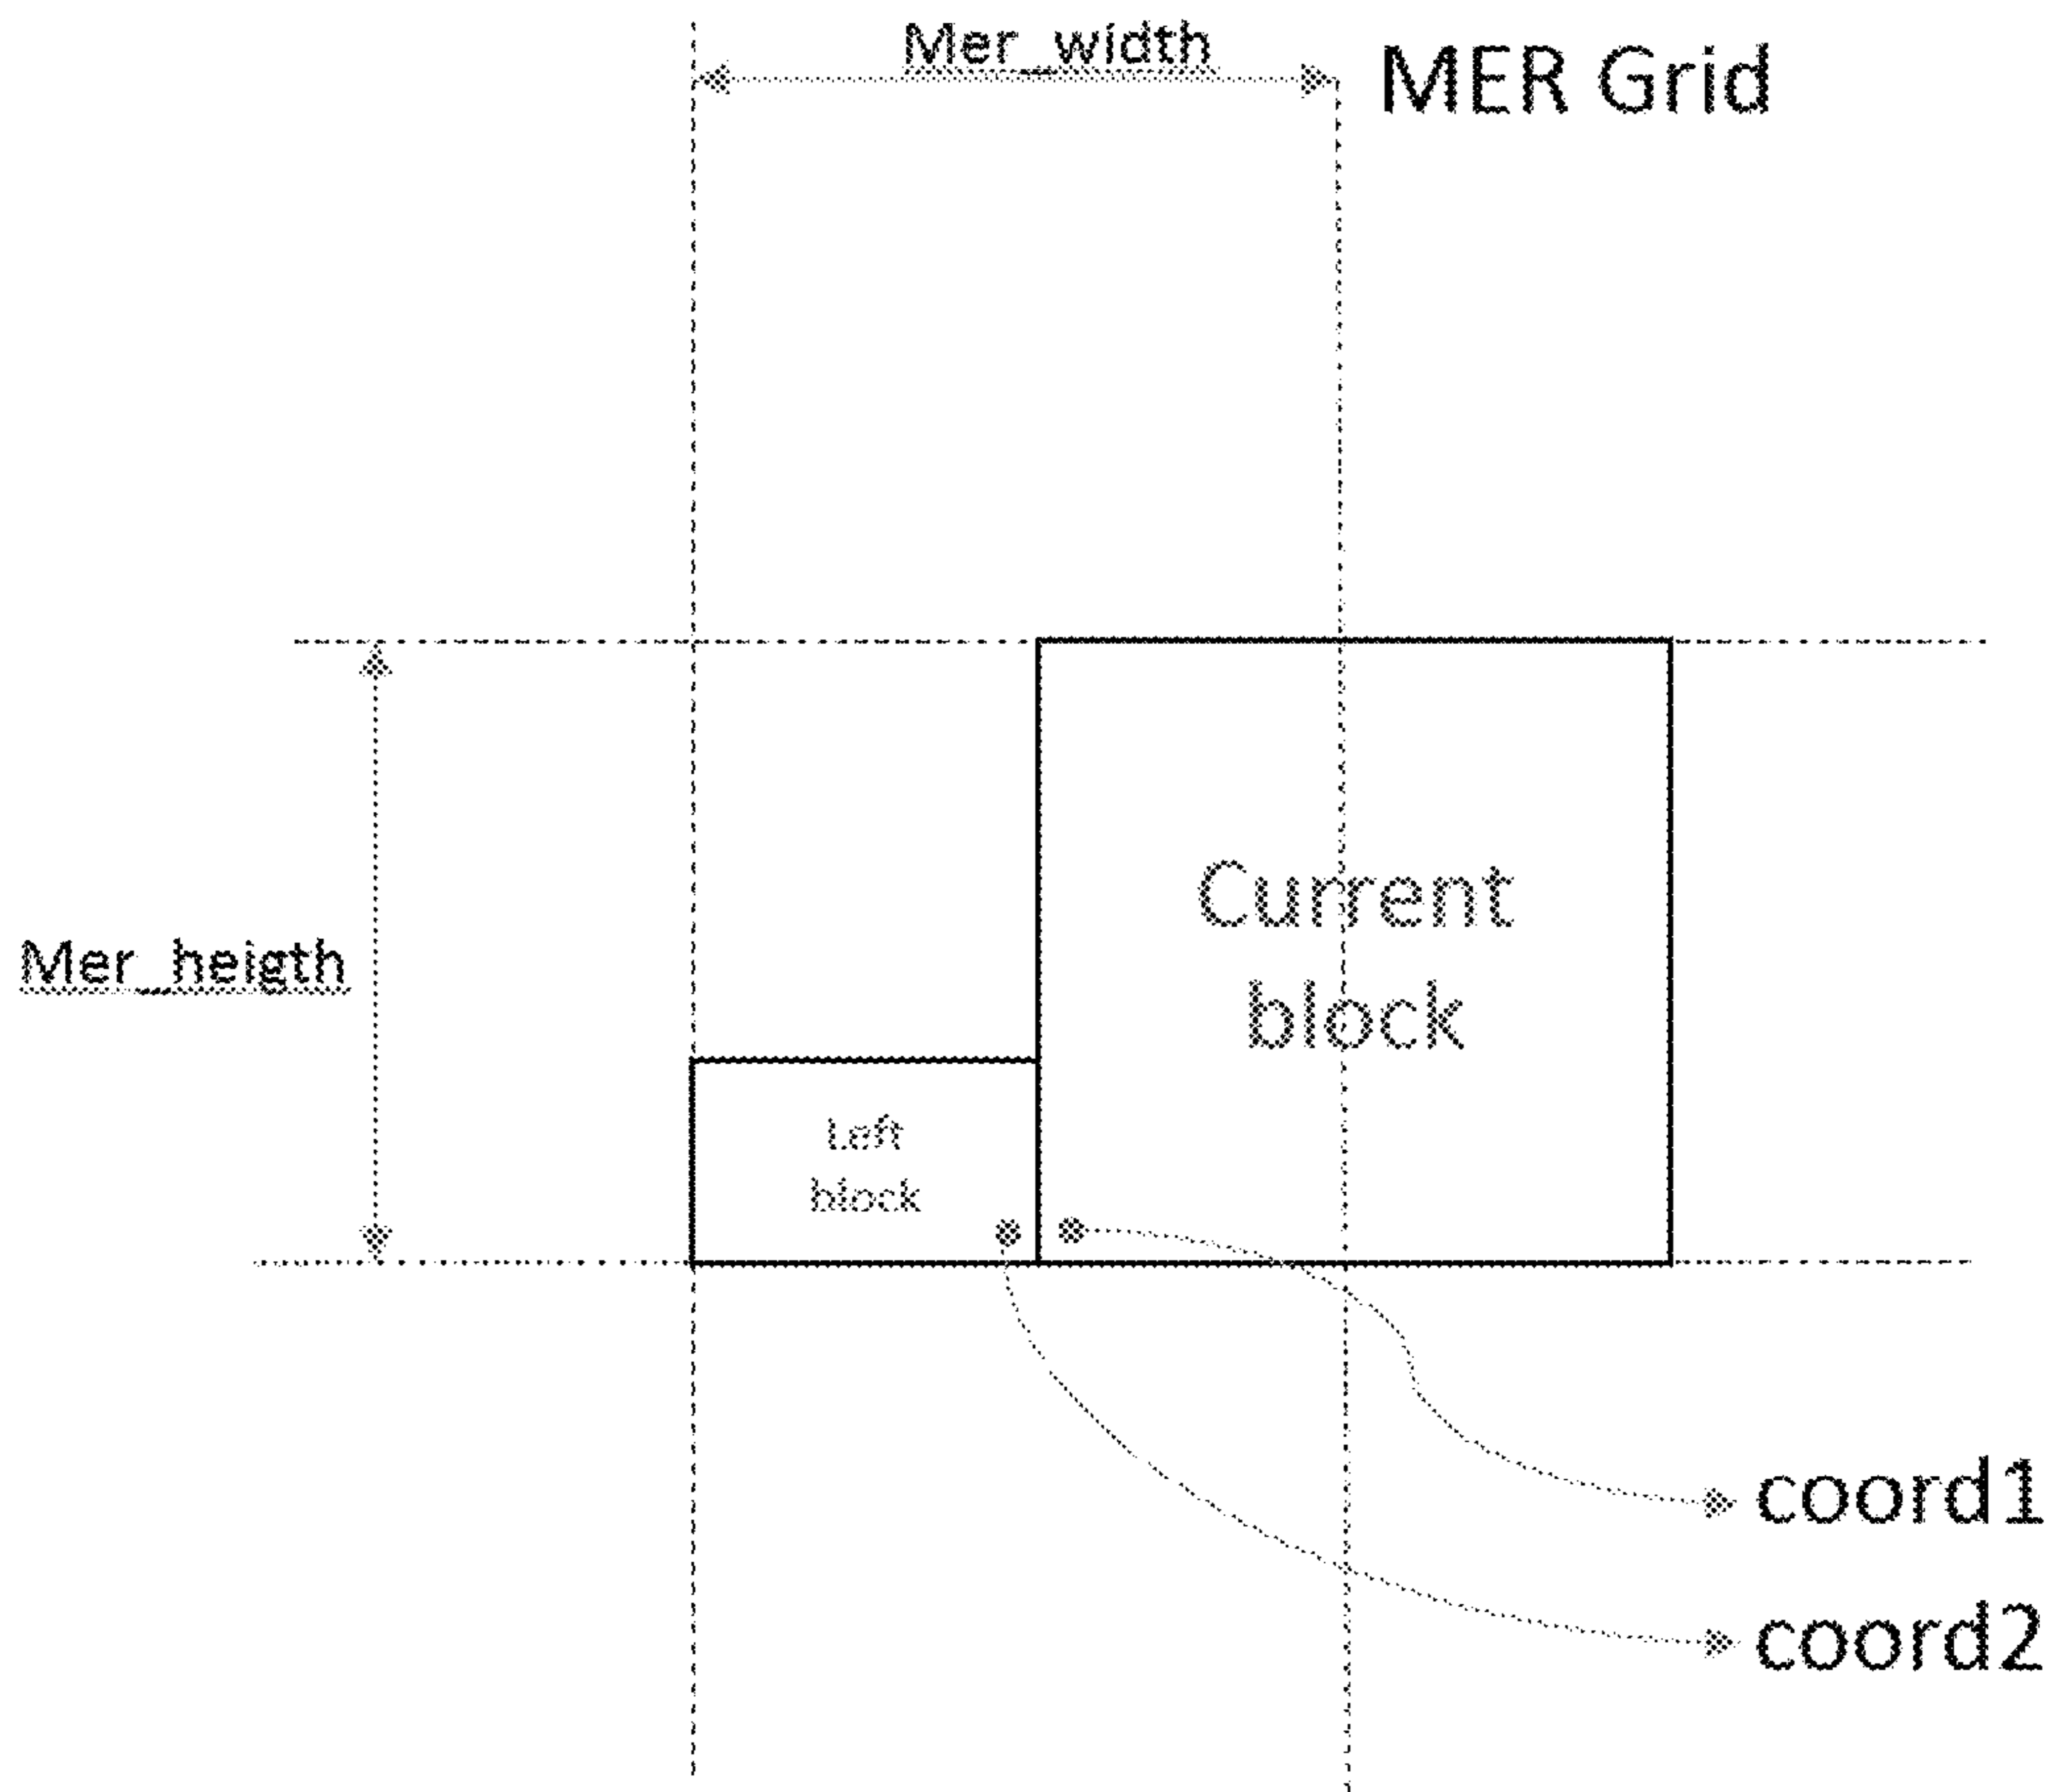 Mer_width
MER Grid
Current
block
Mer_heigth
Left
block
coord1
coord2